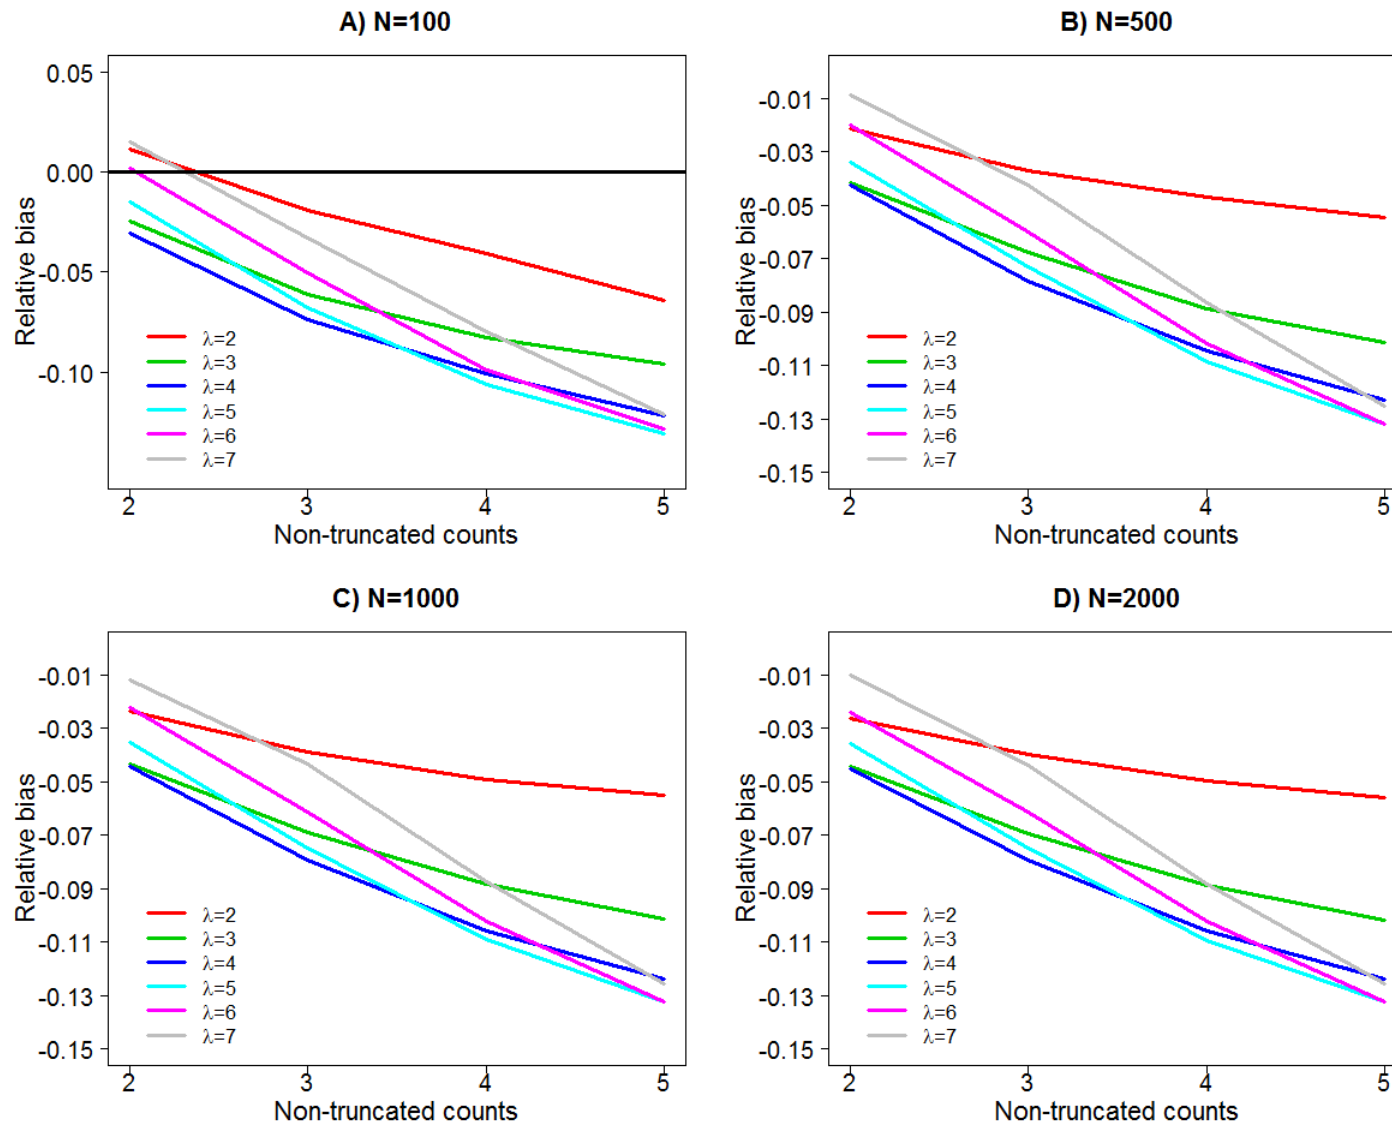 A) N=100
0.05
0.00
-0.05
-0.10
Relative bias
λ=2
λ=3
λ=4
λ=5
λ=6
λ=7
2 3 4 5
Non-truncated counts
B) N=500
-0.01
-0.03
-0.05
-0.07
-0.09
-0.11
-0.13
-0.15
Relative bias
λ=2
λ=3
λ=4
λ=5
λ=6
λ=7
2 3 4 5
Non-truncated counts
C) N=1000
-0.01
-0.03
-0.05
-0.07
-0.09
-0.11
-0.13
-0.15
Relative bias
λ=2
λ=3
λ=4
λ=5
λ=6
λ=7
2 3 4 5
Non-truncated counts
D) N=2000
-0.01
-0.03
-0.05
-0.07
-0.09
-0.11
-0.13
-0.15
Relative bias
λ=2
λ=3
λ=4
λ=5
λ=6
λ=7
2 3 4 5
Non-truncated counts